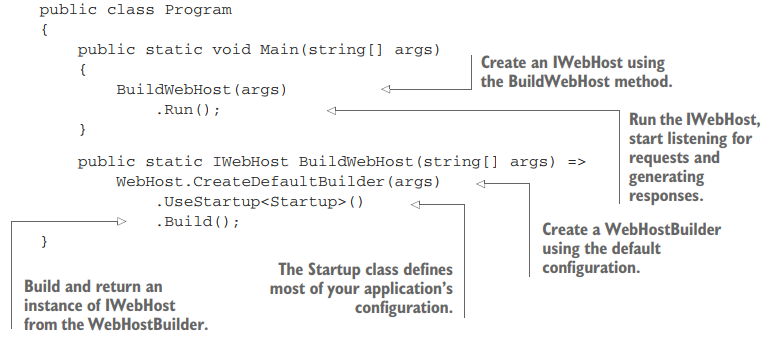 public class Program
{
public static void Main(string[] args)
{
BuildWebHost(args)
.Run();
}
public static IWebHost BuildWebHost(string[] args) =>
WebHost.CreateDefaultBuilder(args)
.UseStartup<Startup>()
.Build();
}
Create an IWebHost using
the BuildWebHost method.
Run the IWebHost,
start listening for
requests and
generating
responses.
Create a WebHostBuilder
using the default
configuration.
The Startup class defines
most of your application’s
configuration.
Build and return an
instance of IWebHost
from the WebHostBuilder.